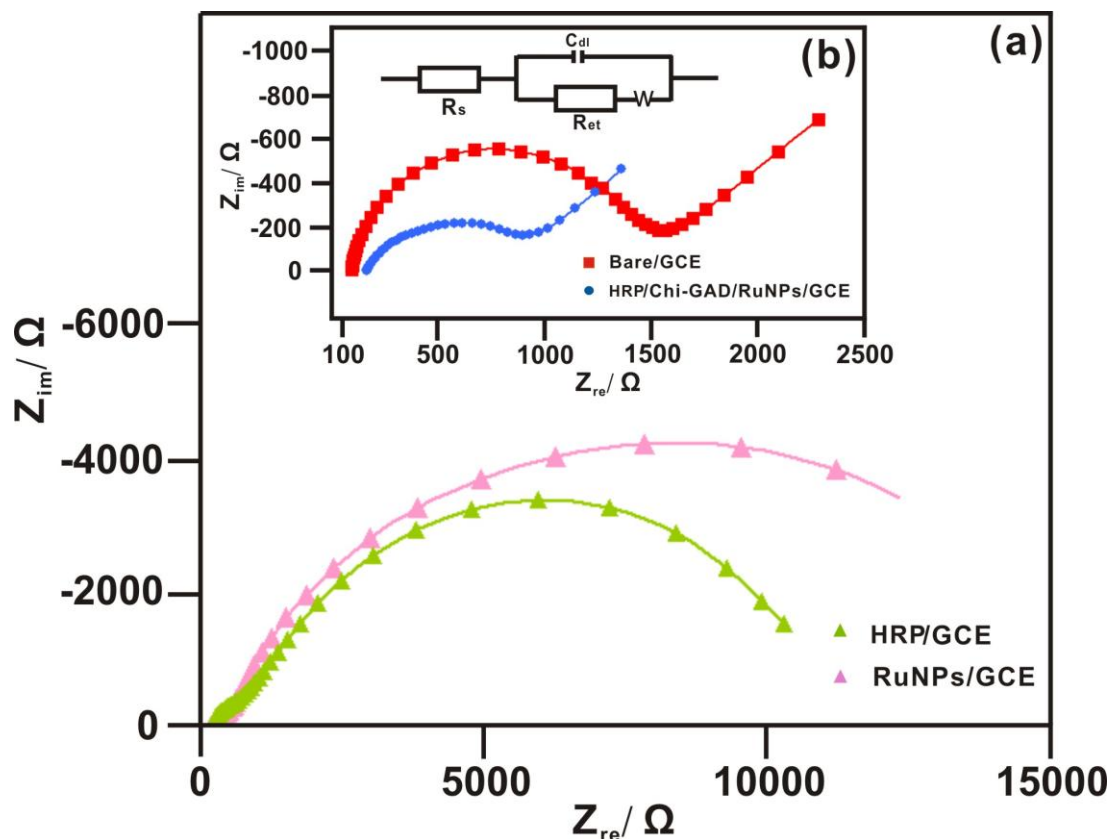 (a)
(b)
-1000
-800
-600
-400
-200
0
Zim/ Ω
Cdl
Rs
Ret
W
Bare/GCE
HRP/Chi-GAD/RuNPs/GCE
100 500 1000 1500 2000 2500
Zre/ Ω
-6000
-4000
-2000
0
Zim/ Ω
HRP/GCE
RuNPs/GCE
0 5000 10000 15000
Zre/ Ω